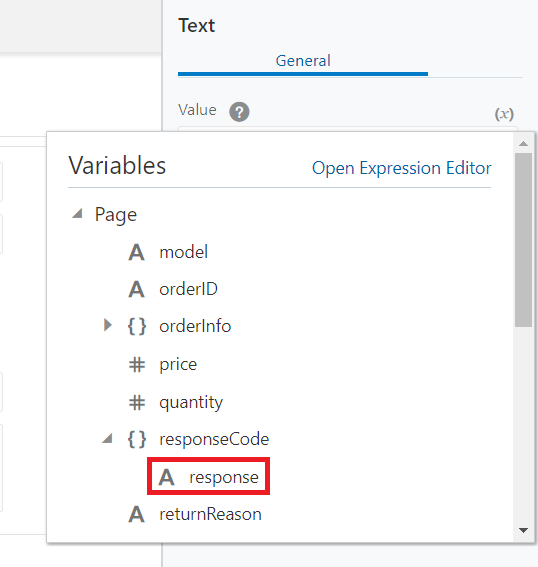 Text
General
Value ? (x)
Variables Open Expression Editor
Page
A model
A orderID
{ } orderInfo
# price
# quantity
{ } responseCode
A response
A returnReason